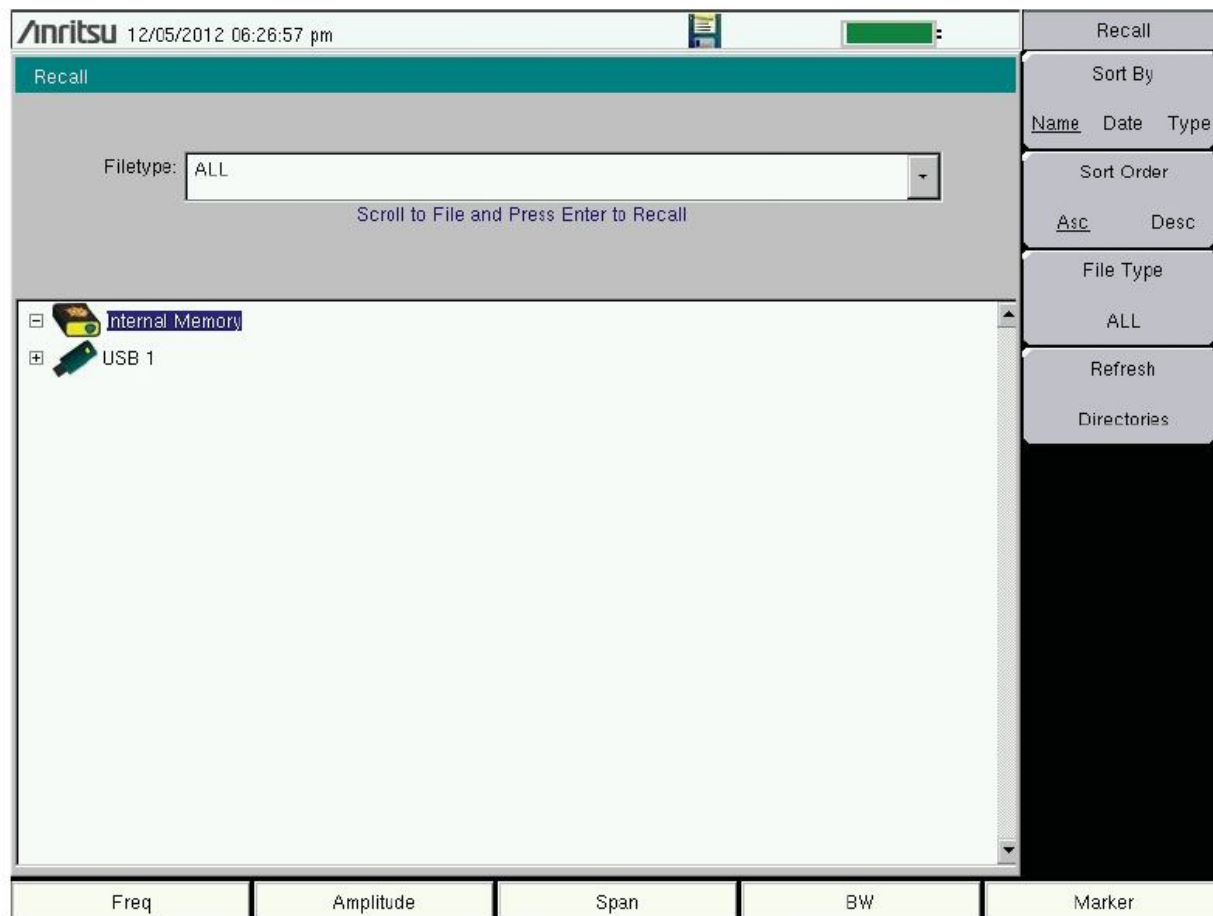 Anritsu 12/05/2012 06:26:57 pm
Recall
Filetype: ALL
Scroll to File and Press Enter to Recall
Internal Memory
USB 1
Recall
Sort By
Name Date Type
Sort Order
Asc Desc
File Type
ALL
Refresh
Directories
Freq Amplitude Span BW Marker